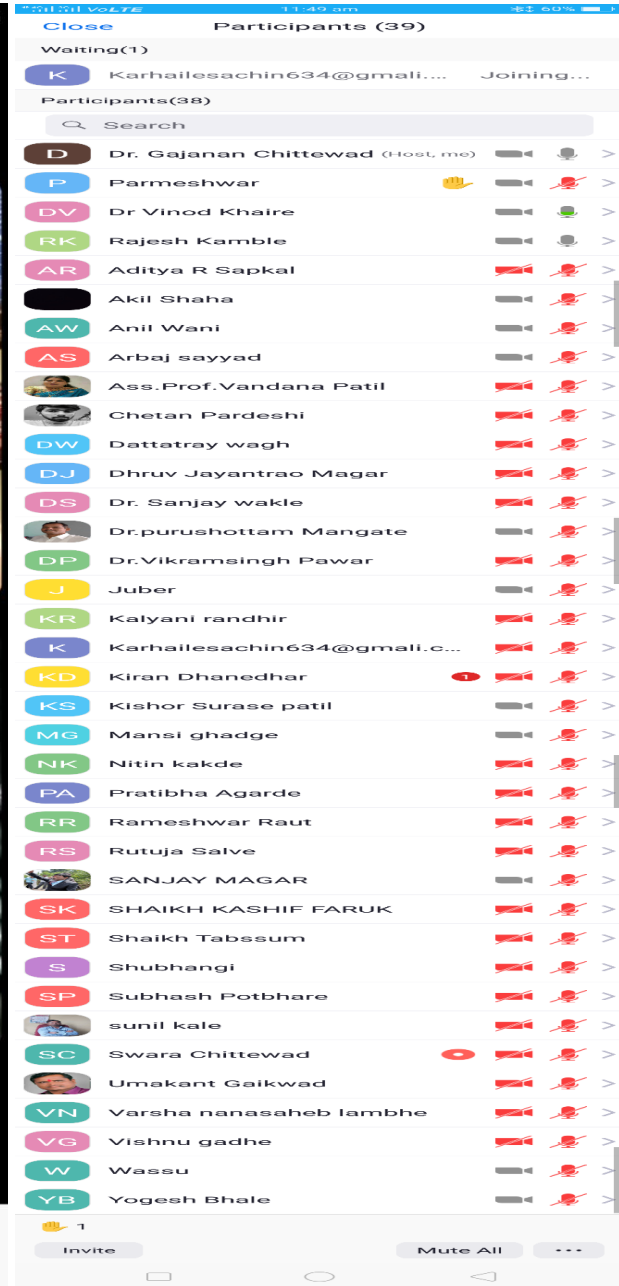 VoLTE 11:49 am 60%
Close Participants (39)
Waiting(1)
K Karhailesachin634@gmali.... Joining...
Participants(38)
Search
D Dr. Gajanan Chittewad (Host, me)
P Parmeshwar
DV Dr Vinod Khaire
RK Rajesh Kamble
AR Aditya R Sapkal
Akil Shaha
AW Anil Wani
AS Arbaj sayyad
Ass.Prof.Vandana Patil
Chetan Pardeshi
DW Dattatray wagh
DJ Dhruv Jayantrao Magar
DS Dr. Sanjay wakle
Dr.purushottam Mangate
DP Dr.Vikramsingh Pawar
J Juber
KR Kalyani randhir
K Karhailesachin634@gmali.c...
KD Kiran Dhanedhar 1
KS Kishor Surase patil
MG Mansi ghadge
NK Nitin kakde
PA Pratibha Agarde
RR Rameshwar Raut
RS Rutuja Salve
SANJAY MAGAR
SK SHAIKH KASHIF FARUK
ST Shaikh Tabssum
S Shubhangi
SP Subhash Potbhare
sunil kale
SC Swara Chittewad
Umakant Gaikwad
VN Varsha nanasaheb lambhe
VG Vishnu gadhe
W Wassu
YB Yogesh Bhale
1
Invite Mute All ...